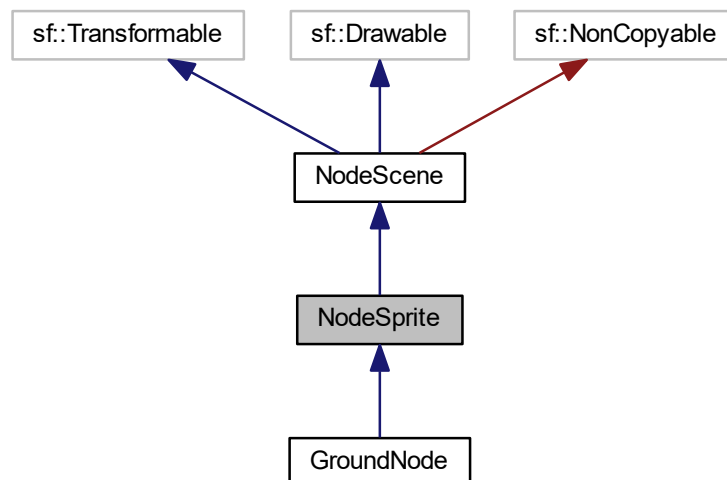 sf::Transformable
sf::Drawable
sf::NonCopyable
NodeScene
NodeSprite
GroundNode